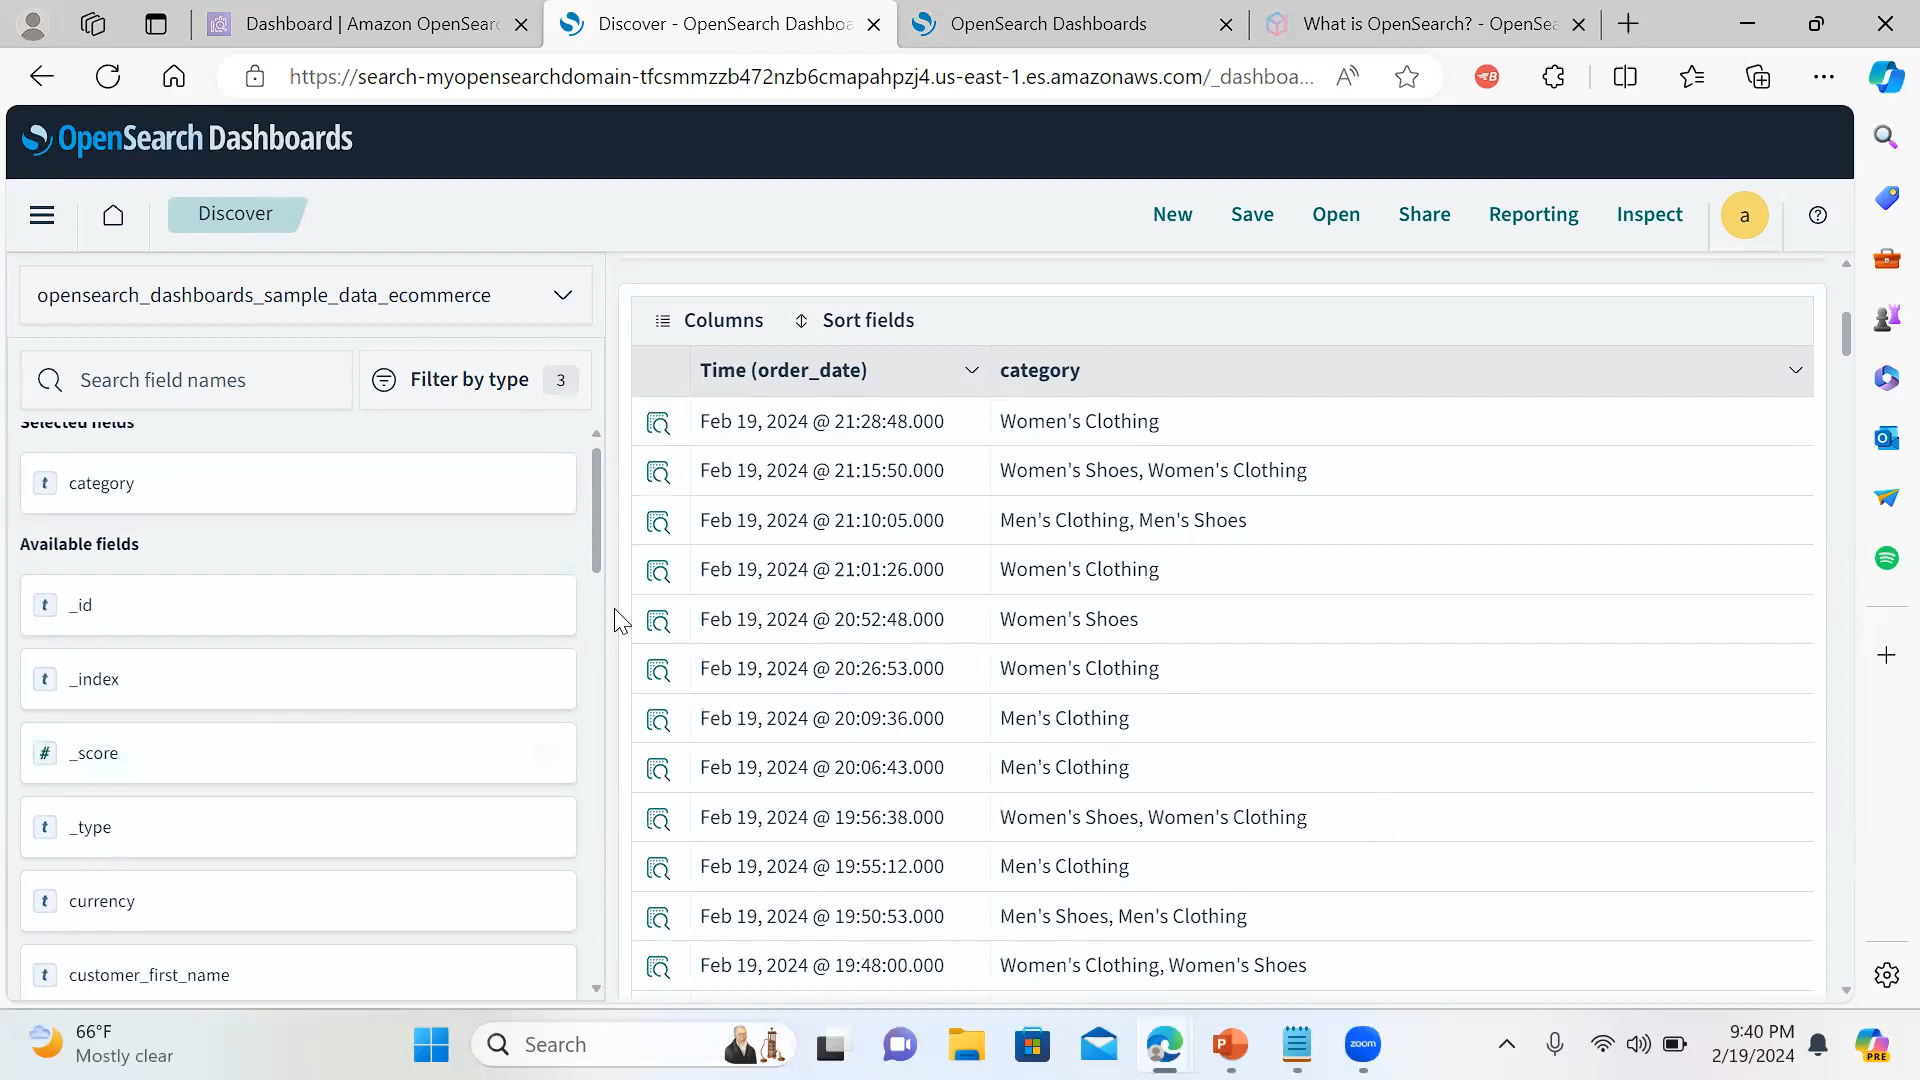 Dashboard | Amazon OpenSearc
Discover - OpenSearch Dashboa
OpenSearch Dashboards
What is OpenSearch? - OpenSea
https://search-myopensearchdomain-tfcsmmzzb472nzb6cmapahpzj4.us-east-1.es.amazonaws.com/_dashboa...
OpenSearch Dashboards
Discover
New
Save
Open
Share
Reporting
Inspect
a
opensearch_dashboards_sample_data_ecommerce
Search field names
Filter by type 3
Selected fields
t category
Available fields
t _id
t _index
# _score
t _type
t currency
t customer_first_name
Columns
Sort fields
Time (order_date) category
Feb 19, 2024 @ 21:28:48.000 Women's Clothing
Feb 19, 2024 @ 21:15:50.000 Women's Shoes, Women's Clothing
Feb 19, 2024 @ 21:10:05.000 Men's Clothing, Men's Shoes
Feb 19, 2024 @ 21:01:26.000 Women's Clothing
Feb 19, 2024 @ 20:52:48.000 Women's Shoes
Feb 19, 2024 @ 20:26:53.000 Women's Clothing
Feb 19, 2024 @ 20:09:36.000 Men's Clothing
Feb 19, 2024 @ 20:06:43.000 Men's Clothing
Feb 19, 2024 @ 19:56:38.000 Women's Shoes, Women's Clothing
Feb 19, 2024 @ 19:55:12.000 Men's Clothing
Feb 19, 2024 @ 19:50:53.000 Men's Shoes, Men's Clothing
Feb 19, 2024 @ 19:48:00.000 Women's Clothing, Women's Shoes
66°F
Mostly clear
Search
zoom
9:40 PM
2/19/2024
PRE